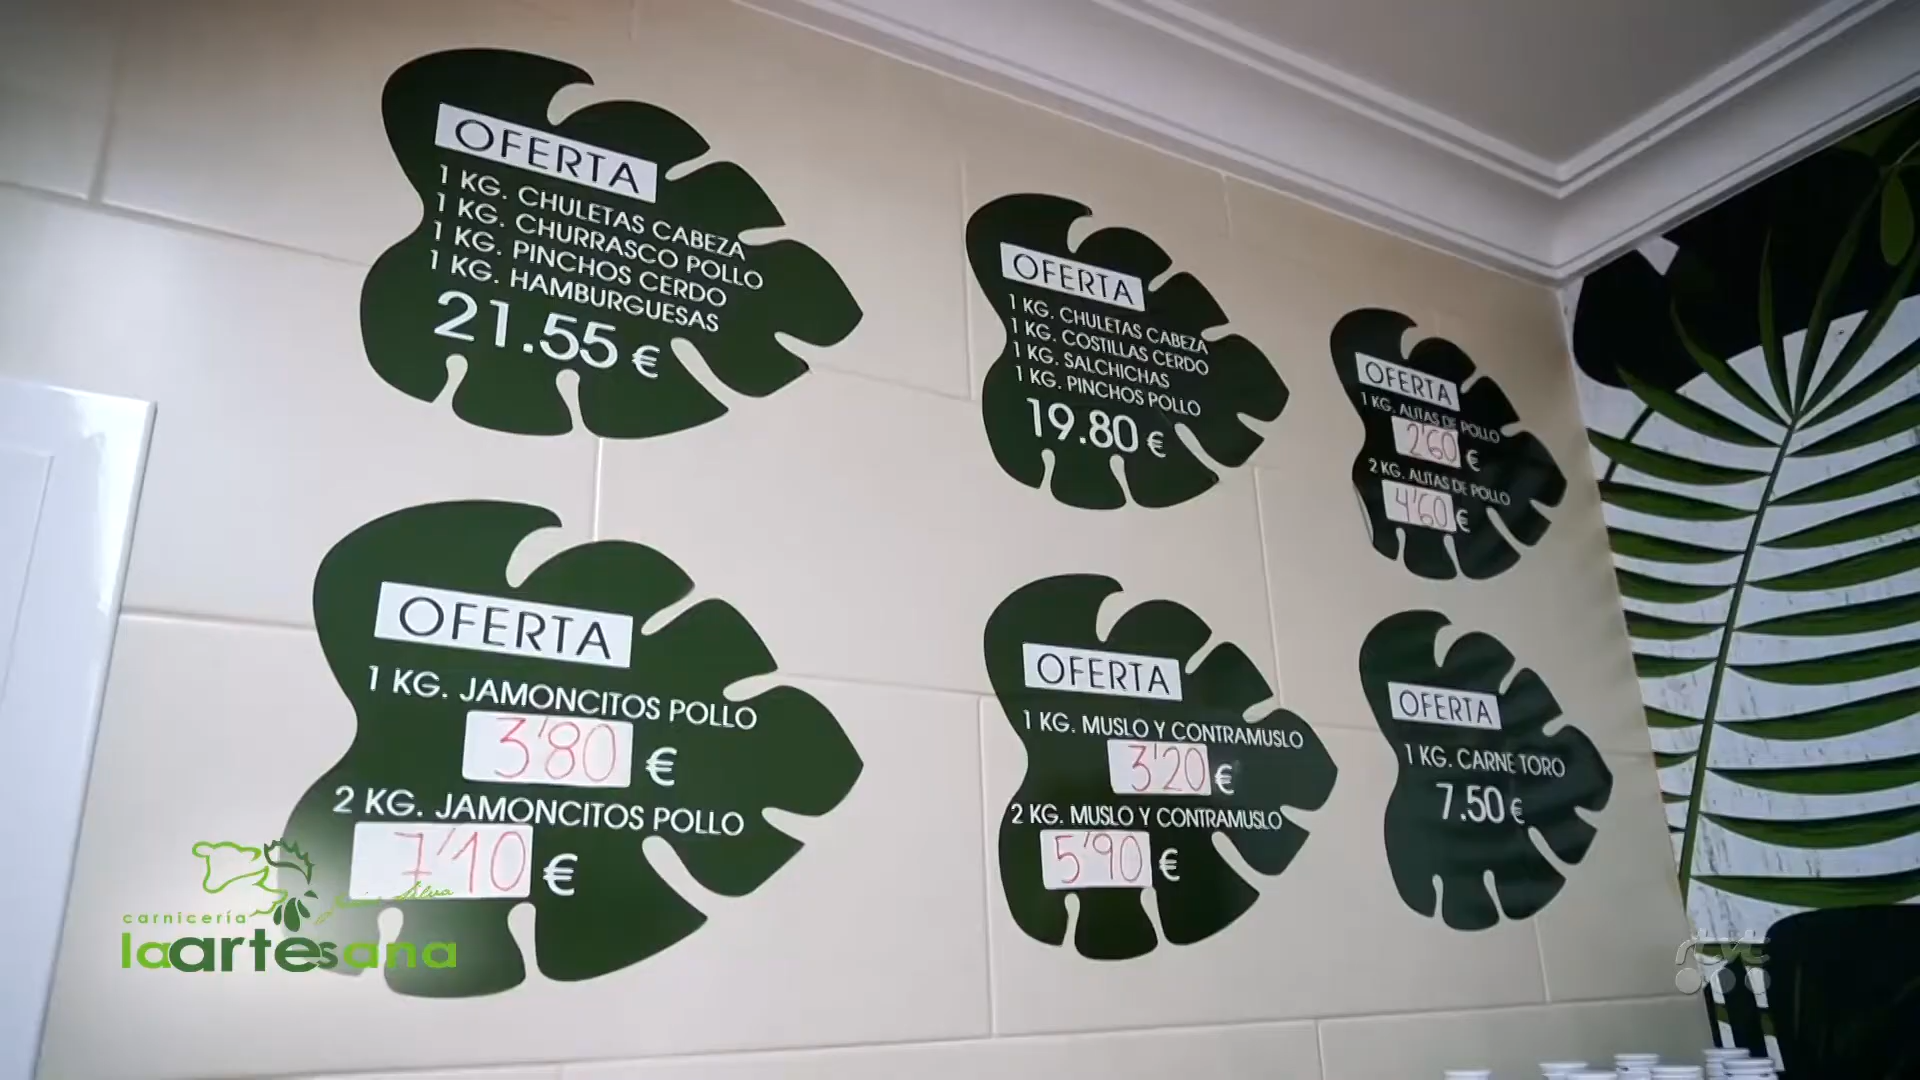 OFERTA
1 KG. CHULETAS CABEZA
1 KG. CHURRASCO POLLO
1 KG. PINCHOS CERDO
1 KG. HAMBURGUESAS
21.55 €
OFERTA
1 KG. CHULETAS CABEZA
1 KG. COSTILLAS CERDO
1 KG. SALCHICHAS
1 KG. PINCHOS POLLO
19.80 €
OFERTA
1 KG. ALITAS DE POLLO
2'60 €
2 KG. ALITAS DE POLLO
4'60 €
OFERTA
1 KG. JAMONCITOS POLLO
3'80 €
2 KG. JAMONCITOS POLLO
7'10 €
OFERTA
1 KG. MUSLO Y CONTRAMUSLO
3'20 €
2 KG. MUSLO Y CONTRAMUSLO
5'90 €
OFERTA
1 KG. CARNE TORO
7.50 €
carnicería
laartesana